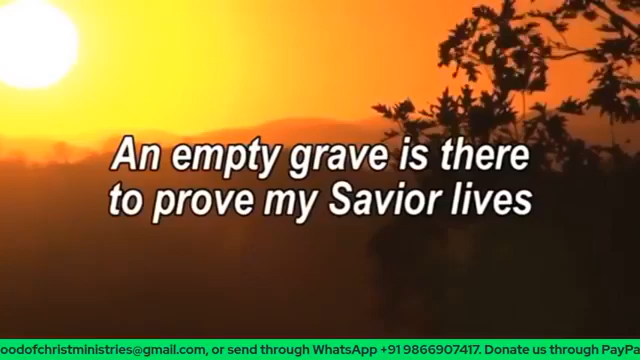 An empty grave is there
to prove my Savior lives
oodofchristministries@gmail.com, or send through WhatsApp +91 9866907417. Donate us through PayPa